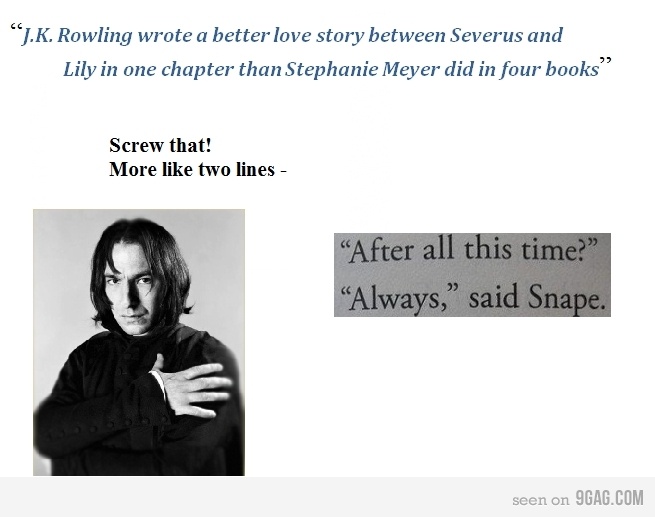 “J.K. Rowling wrote a better love story between Severus and
Lily in one chapter than Stephanie Meyer did in four books”
Screw that!
More like two lines -
“After all this time?”
“Always,” said Snape.
seen on 9GAG.COM